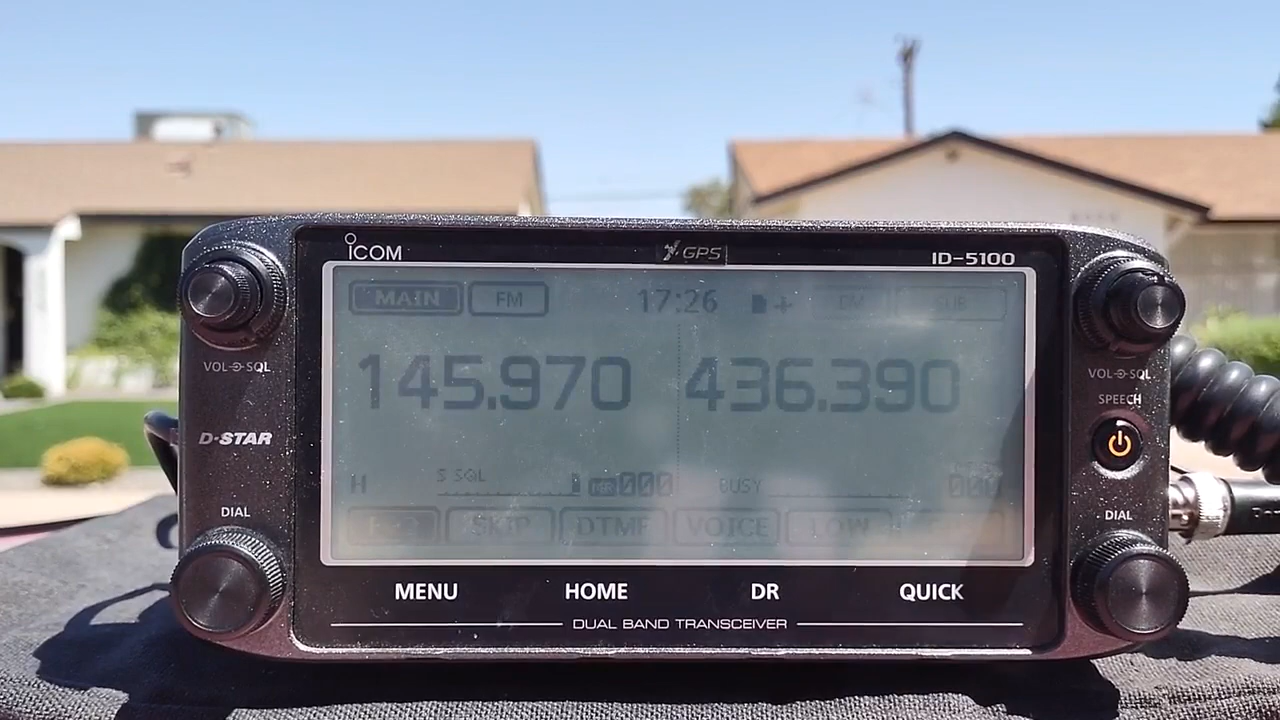 ICOM
GPS
ID-5100
MAIN FM 17:26 SUB
145.970 436.390
H S SQL 000 BUSY
SKIP DTMF VOICE LOW
VOL SQL
D-STAR
DIAL
VOL SQL
SPEECH
DIAL
MENU HOME DR QUICK
DUAL BAND TRANSCEIVER